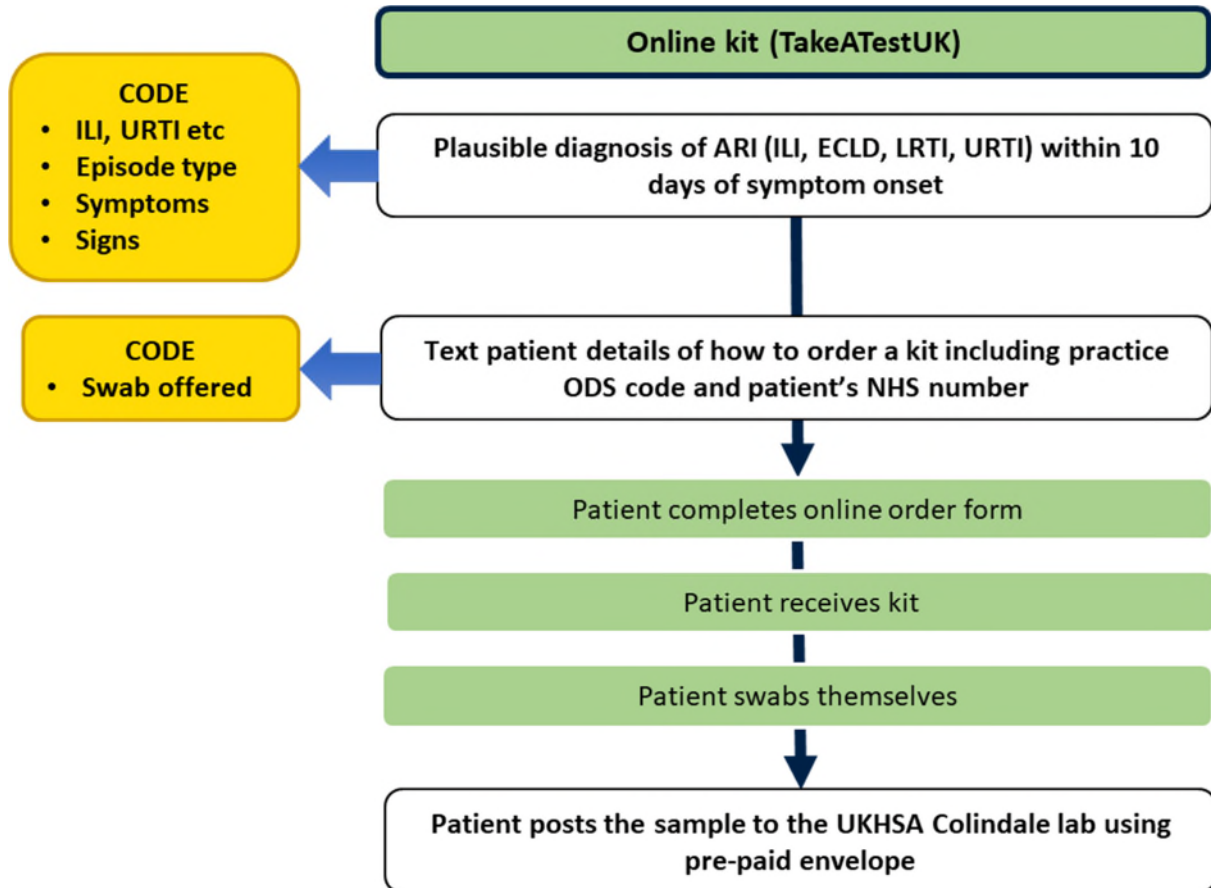 Online kit (TakeATestUK)
CODE
• ILI, URTI etc
• Episode type
• Symptoms
• Signs
Plausible diagnosis of ARI (ILI, ECLD, LRTI, URTI) within 10
days of symptom onset
CODE
• Swab offered
Text patient details of how to order a kit including practice
ODS code and patient's NHS number
Patient completes online order form
Patient receives kit
Patient swabs themselves
Patient posts the sample to the UKHSA Colindale lab using
pre-paid envelope